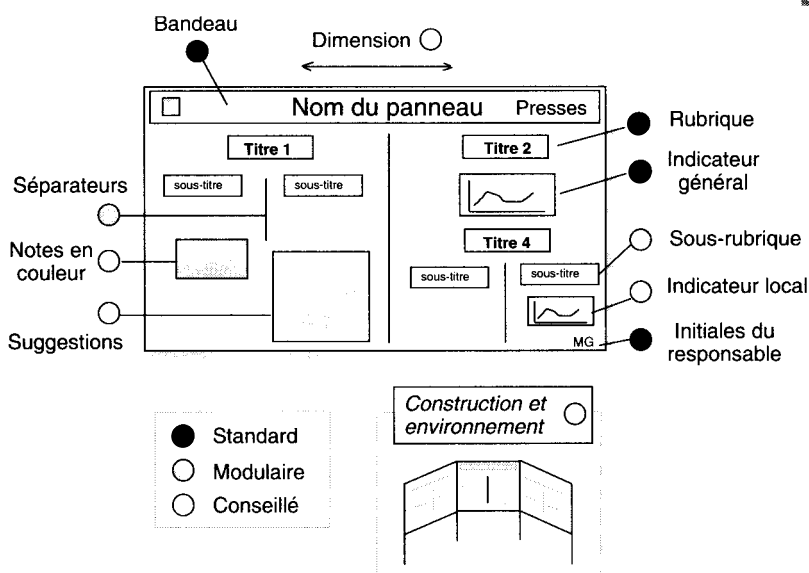 Bandeau
Dimension
Nom du panneau Presses
Titre 1
Titre 2
Rubrique
Indicateur
général
Séparateurs
sous-titre
sous-titre
Titre 4
Sous-rubrique
Notes en
couleur
sous-titre
sous-titre
Indicateur local
Suggestions
MG
Initiales du
responsable
Construction et
environnement
Standard
Modulaire
Conseillé